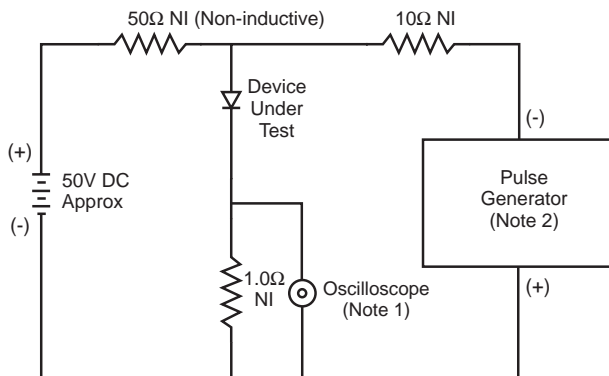 50Ω NI (Non-inductive)
10Ω NI
Device
Under
Test
(+)
50V DC
Approx
(-)
(-)
Pulse
Generator
(Note 2)
(+)
1.0Ω
NI
Oscilloscope
(Note 1)